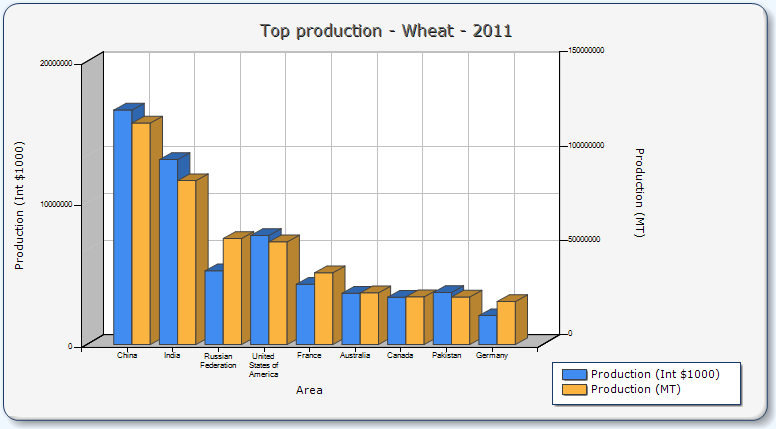 Top production - Wheat - 2011
20000000
10000000
0
Production (Int $1000)
150000000
100000000
50000000
0
Production (MT)
China
India
Russian
Federation
United
States of
America
France
Australia
Canada
Pakistan
Germany
Area
Production (Int $1000)
Production (MT)